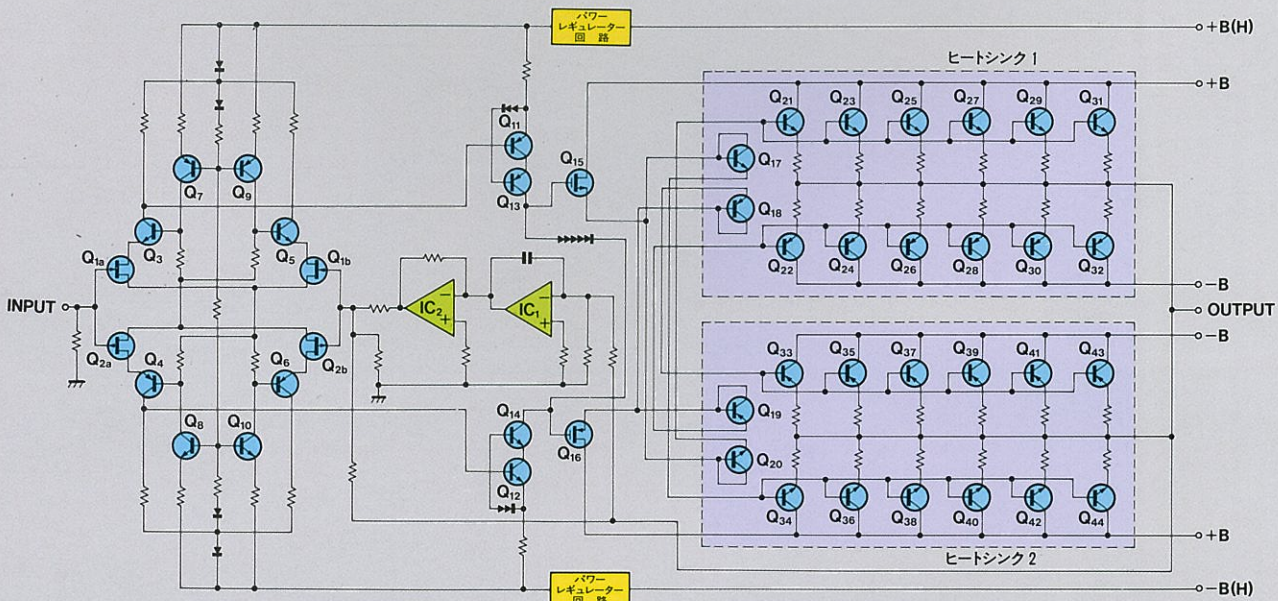 パワー
レギュレーター
回 路
+B(H)
ヒートシンク 1
+B
Q21
Q23
Q25
Q27
Q29
Q31
Q11
Q15
Q17
Q7
Q9
Q13
Q18
Q3
Q5
Q1a
Q1b
Q22
Q24
Q26
Q28
Q30
Q32
−B
INPUT
IC2
−
+
IC1
−
+
OUTPUT
−B
Q2a
Q4
Q6
Q2b
Q33
Q35
Q37
Q39
Q41
Q43
Q8
Q10
Q14
Q19
Q16
Q20
Q12
Q34
Q36
Q38
Q40
Q42
Q44
+B
ヒートシンク 2
パワー
レギュレーター
回 路
−B(H)